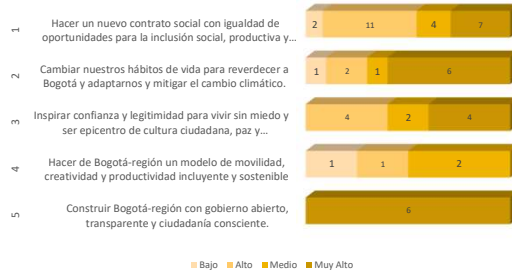 1
Hacer un nuevo contrato social con igualdad de
oportunidades para la inclusión social, productiva y...
2 11 4 7
2
Cambiar nuestros hábitos de vida para reverdecer a
Bogotá y adaptarnos y mitigar el cambio climático.
1 2 1 6
3
Inspirar confianza y legitimidad para vivir sin miedo y
ser epicentro de cultura ciudadana, paz y...
4 2 4
4
Hacer de Bogotá-región un modelo de movilidad,
creatividad y productividad incluyente y sostenible
1 1 2
5
Construir Bogotá-región con gobierno abierto,
transparente y ciudadanía consciente.
6
Bajo Alto Medio Muy Alto